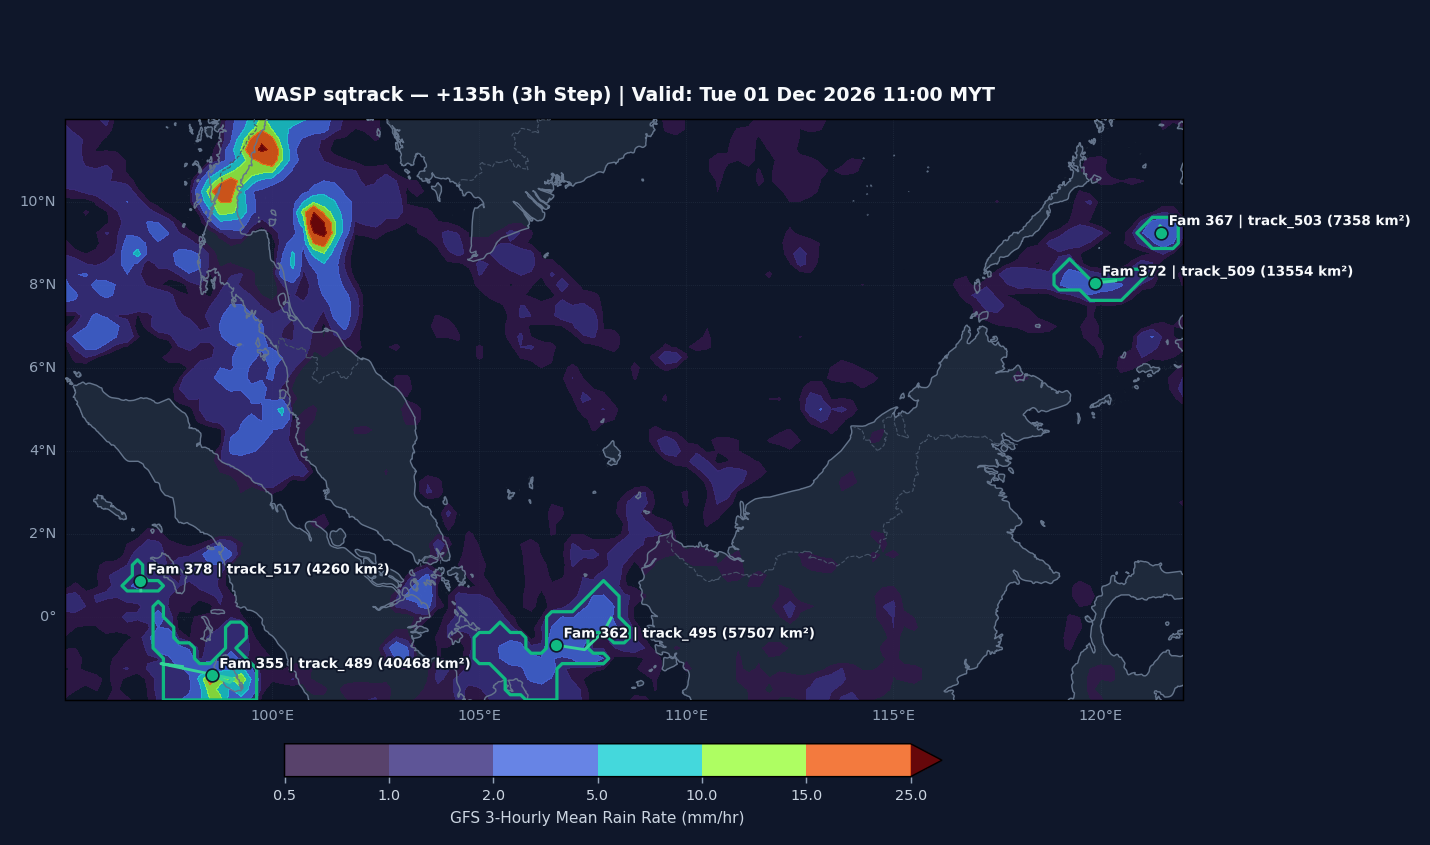 WASP sqtrack — +135h (3h Step) | Valid: Tue 01 Dec 2026 11:00 MYT
10°N
Fam 367 | track_503 (7358 km²)
Fam 372 | track_509 (13554 km²)
8°N
6°N
4°N
2°N
Fam 378 | track_517 (4260 km²)
0°
Fam 362 | track_495 (57507 km²)
Fam 355 | track_489 (40468 km²)
100°E 105°E 110°E 115°E 120°E
0.5 1.0 2.0 5.0 10.0 15.0 25.0
GFS 3-Hourly Mean Rain Rate (mm/hr)